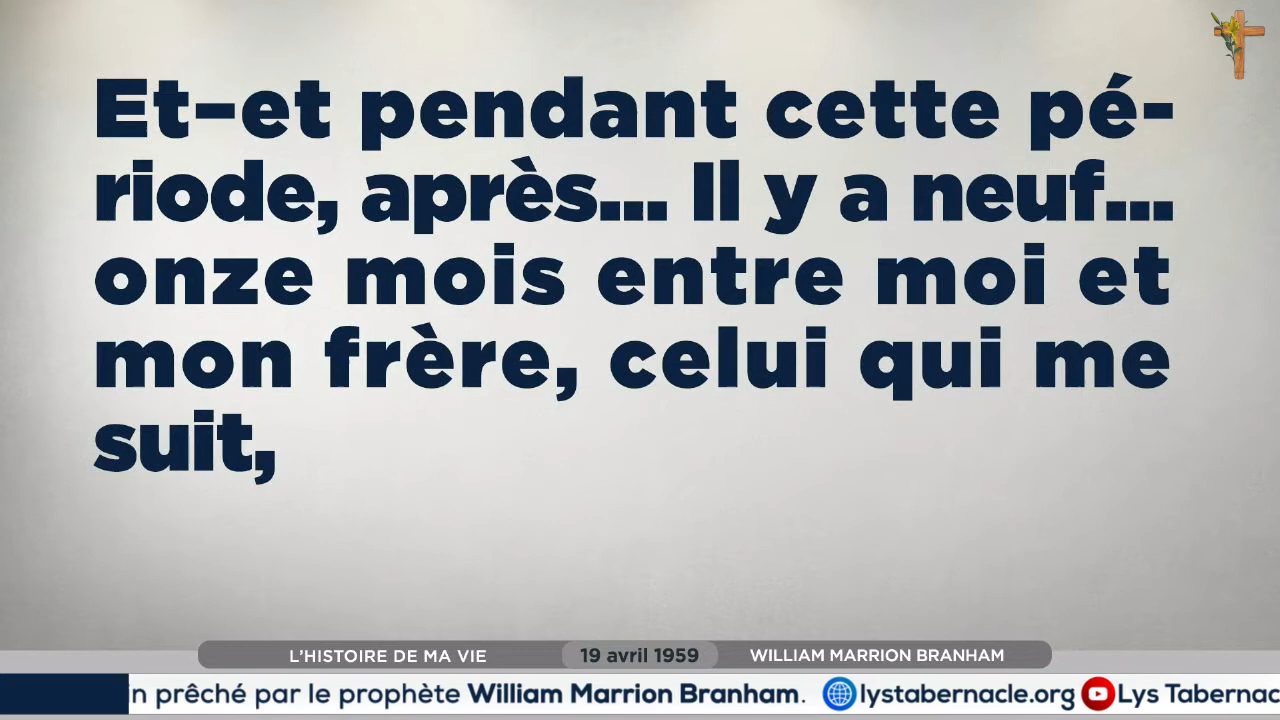 Et–et pendant cette pé-
riode, après... Il y a neuf...
onze mois entre moi et
mon frère, celui qui me
suit,
L'HISTOIRE DE MA VIE 19 avril 1959 WILLIAM MARRION BRANHAM
prêché par le prophète William Marrion Branham. lystabernacle.org Lys